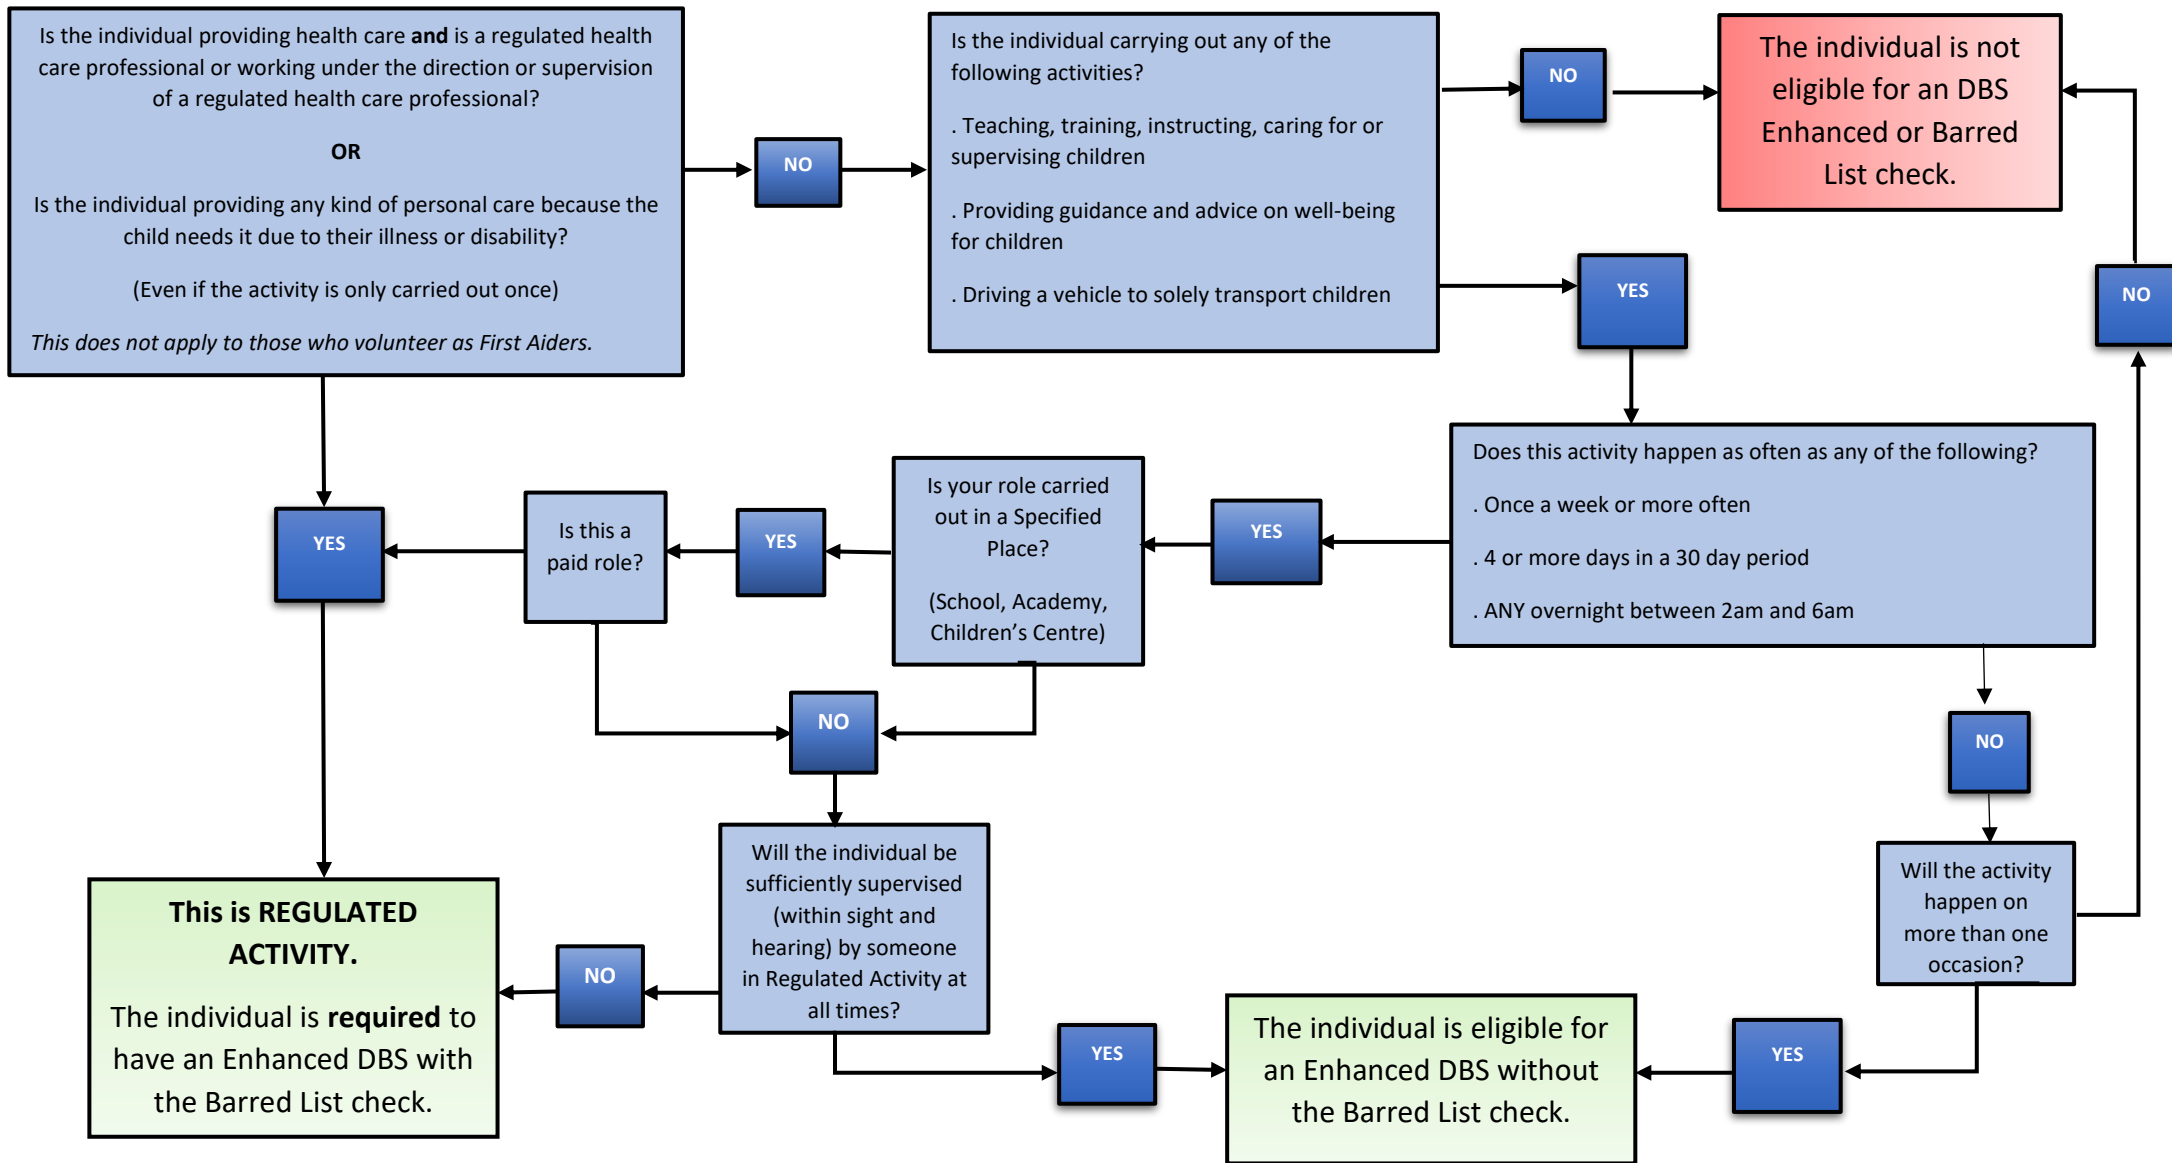 Is the individual providing health care and is a regulated health
care professional or working under the direction or supervision
of a regulated health care professional?
OR
Is the individual providing any kind of personal care because the
child needs it due to their illness or disability?
(Even if the activity is only carried out once)
This does not apply to those who volunteer as First Aiders.
NO
Is the individual carrying out any of the
following activities?
. Teaching, training, instructing, caring for or
supervising children
. Providing guidance and advice on well-being
for children
. Driving a vehicle to solely transport children
NO
The individual is not
eligible for an DBS
Enhanced or Barred
List check.
YES
NO
Does this activity happen as often as any of the following?
. Once a week or more often
. 4 or more days in a 30 day period
. ANY overnight between 2am and 6am
YES
Is your role carried
out in a Specified
Place?
(School, Academy,
Children’s Centre)
YES
Is this a
paid role?
YES
NO
NO
Will the individual be
sufficiently supervised
(within sight and
hearing) by someone
in Regulated Activity at
all times?
Will the activity
happen on
more than one
occasion?
This is REGULATED
ACTIVITY.
The individual is required to
have an Enhanced DBS with
the Barred List check.
NO
YES
The individual is eligible for
an Enhanced DBS without
the Barred List check.
YES